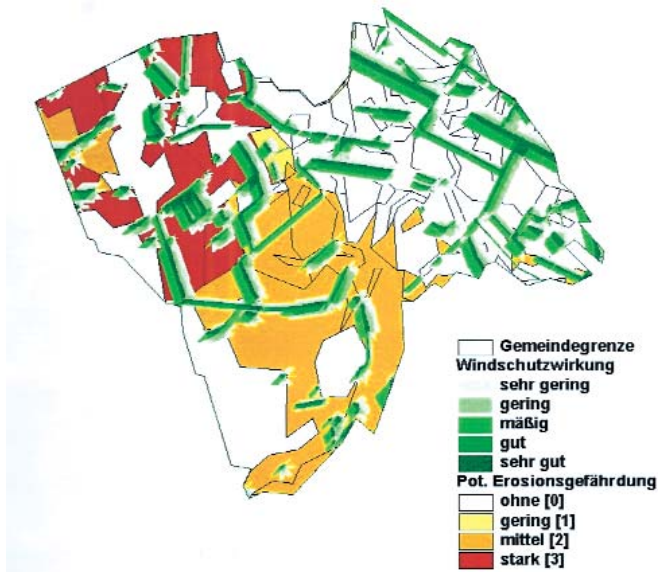 Gemeindegrenze
Windschutzwirkung
sehr gering
gering
mäßig
gut
sehr gut
Pot. Erosionsgefährdung
ohne [0]
gering [1]
mittel [2]
stark [3]